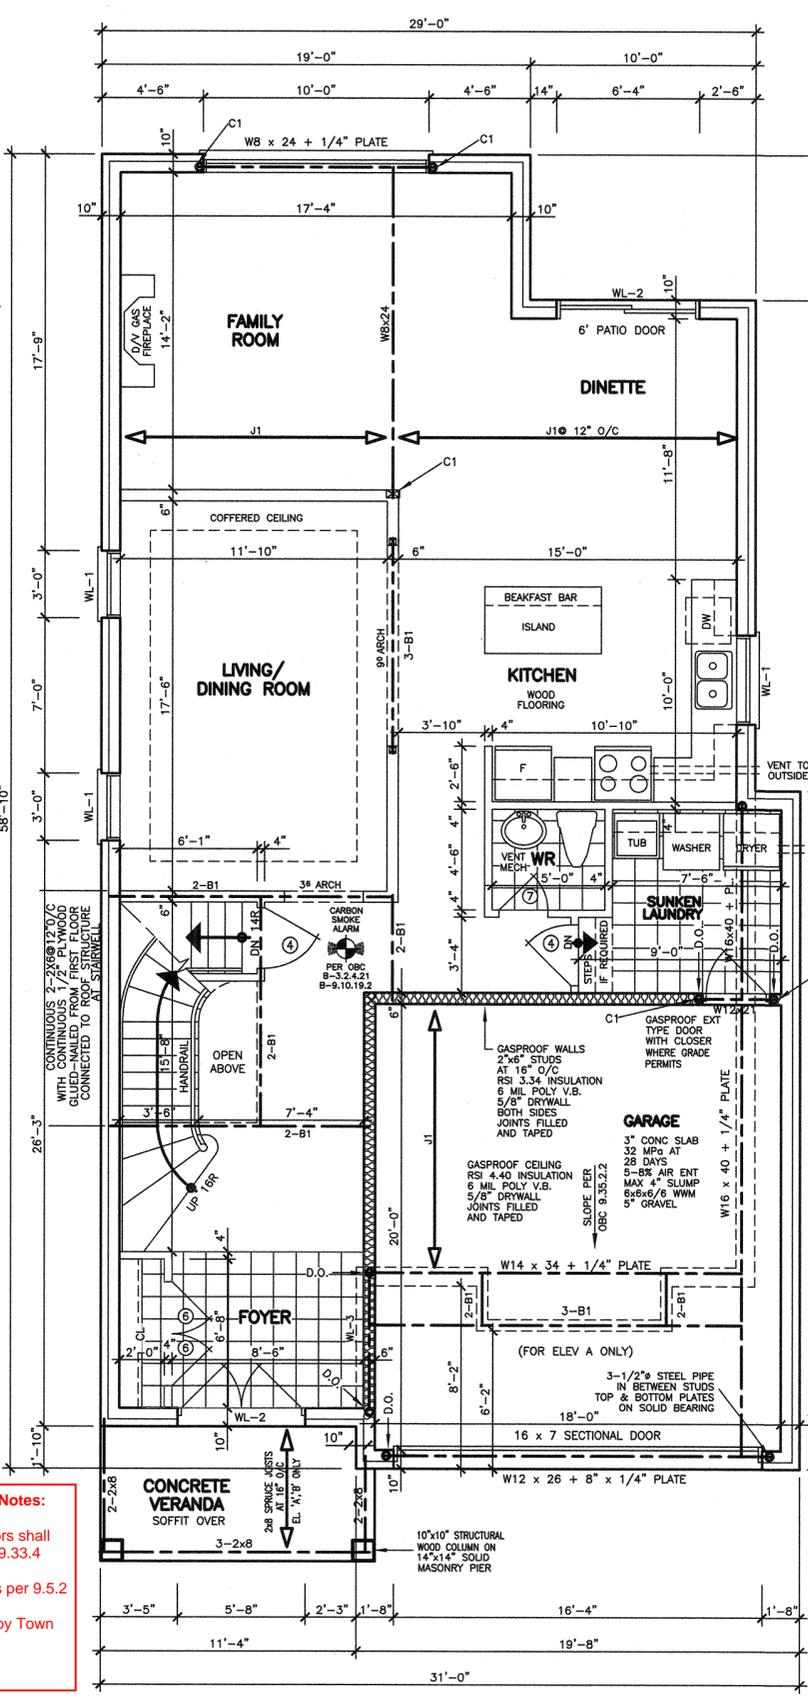 29'-0"
19'-0"
10'-0"
4'-6"
10'-0"
4'-6"
14"
6'-4"
2'-6"
C1
W8 x 24 + 1/4" PLATE
C1
10"
10"
17'-4"
10"
WL-2
10"
6' PATIO DOOR
D/V GAS
FIREPLACE
14'-2"
FAMILY
ROOM
W8x24
DINETTE
17'-9"
J1
J1@ 12" O/C
11'-8"
C1
6"
COFFERED CEILING
11'-10"
6"
15'-0"
3'-0"
WL-1
BEAKFAST BAR
ISLAND
DW
9⁰ ARCH
3-B1
LIVING/
DINING ROOM
KITCHEN
WOOD
FLOORING
WL-1
17'-6"
7'-0"
10'-0"
3'-10"
4"
10'-10"
2'-6"
F
VENT TO
OUTSIDE
58'-10"
3'-0"
WL-1
6'-1"
4"
4"
4'-6"
VENT
MECH
WR
TUB
WASHER
DRYER
4"
5'-0"
4"
7'-6"
4"
7
2-B1
3⁶ ARCH
SUNKEN
LAUNDRY
6"
DN 14R
4
CARBON
SMOKE
ALARM
PER OBC
B-3.2.4.21
B-9.10.19.2
2-B1
3'-4"
4
DN
STEPS
IF REQUIRED
9'-0"
D.O.
W16x40 + P.
D.O.
CONTINUOUS 2-2X6@12"O/C
WITH CONTINUOUS 1/2" PLYWOOD
GLUED-NAILED FROM FIRST FLOOR
CONNECTED TO ROOF STRUCTURE
AT STAIRWELL
6"
C1
W12x21
GASPROOF EXT
TYPE DOOR
WITH CLOSER
WHERE GRADE
PERMITS
15'-8"
HANDRAIL
OPEN
ABOVE
2-B1
GASPROOF WALLS
2"x6" STUDS
AT 16" O/C
RSI 3.34 INSULATION
6 MIL POLY V.B.
5/8" DRYWALL
BOTH SIDES
JOINTS FILLED
AND TAPED
3'-6"
7'-4"
2-B1
J1
GARAGE
3" CONC SLAB
32 MPa AT
28 DAYS
5-8% AIR ENT
MAX 4" SLUMP
6x6x6/6 WWM
5" GRAVEL
W16 x 40 + 1/4" PLATE
26'-3"
GASPROOF CEILING
RSI 4.40 INSULATION
6 MIL POLY V.B.
5/8" DRYWALL
JOINTS FILLED
AND TAPED
SLOPE PER
OBC 9.35.2.2
UP 16R
20'-0"
4"
D.O.
W14 x 34 + 1/4" PLATE
2-B1
3-B1
2-B1
6
FOYER
WL-3
CL
6
6'-8"
2'-0"
4"
8'-6"
6"
(FOR ELEV A ONLY)
D.O.
8'-2"
6'-2"
3-1/2"ø STEEL PIPE
IN BETWEEN STUDS
TOP & BOTTOM PLATES
ON SOLID BEARING
D.O.
WL-2
18'-0"
10"
10"
16 x 7 SECTIONAL DOOR
1'-10"
10"
W12 x 26 + 8" x 1/4" PLATE
CONCRETE
VERANDA
SOFFIT OVER
2-2x8
2x8 SPRUCE JOISTS
AT 16" O/C
EL. 'A','B' ONLY
2-2x8
3-2x8
10"x10" STRUCTURAL
WOOD COLUMN ON
14"x14" SOLID
MASONRY PIER
Notes:
ors shall
9.33.4
s per 9.5.2
by Town
3'-5"
5'-8"
2'-3"
1'-8"
16'-4"
1'-8"
11'-4"
19'-8"
31'-0"